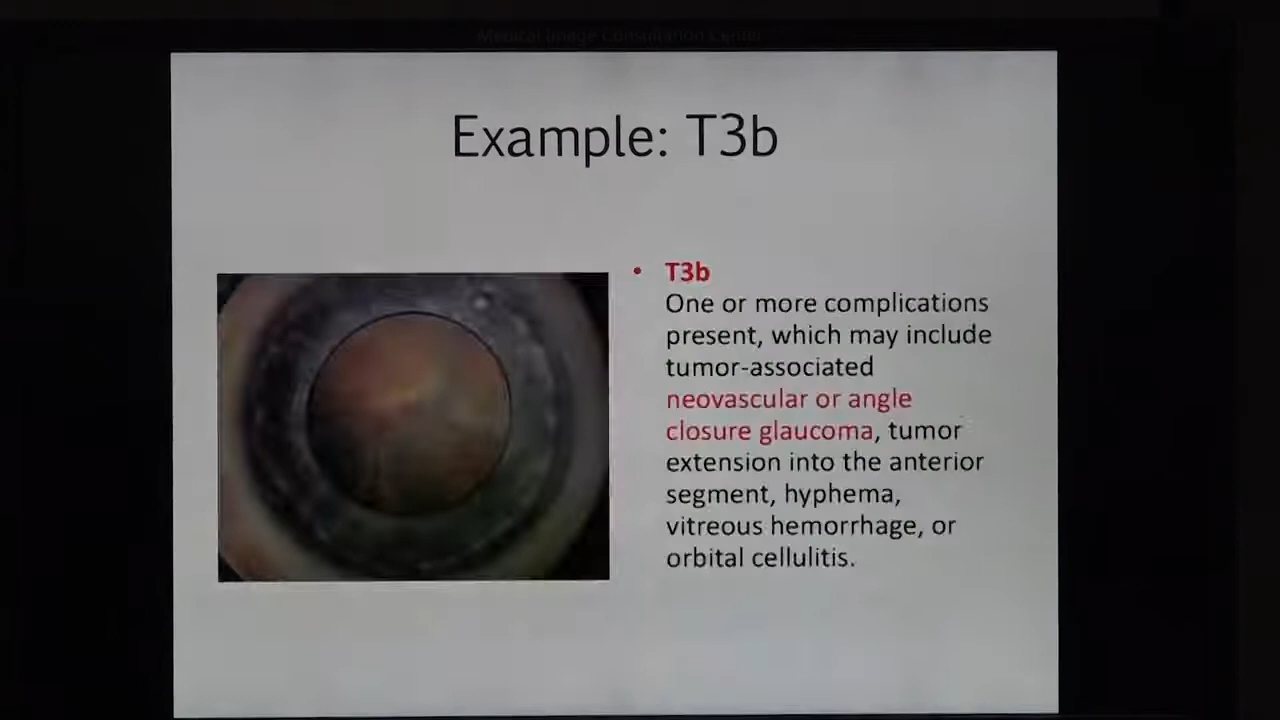 Medical Image Consultation Center
Example: T3b
• T3b
One or more complications
present, which may include
tumor-associated
neovascular or angle
closure glaucoma, tumor
extension into the anterior
segment, hyphema,
vitreous hemorrhage, or
orbital cellulitis.